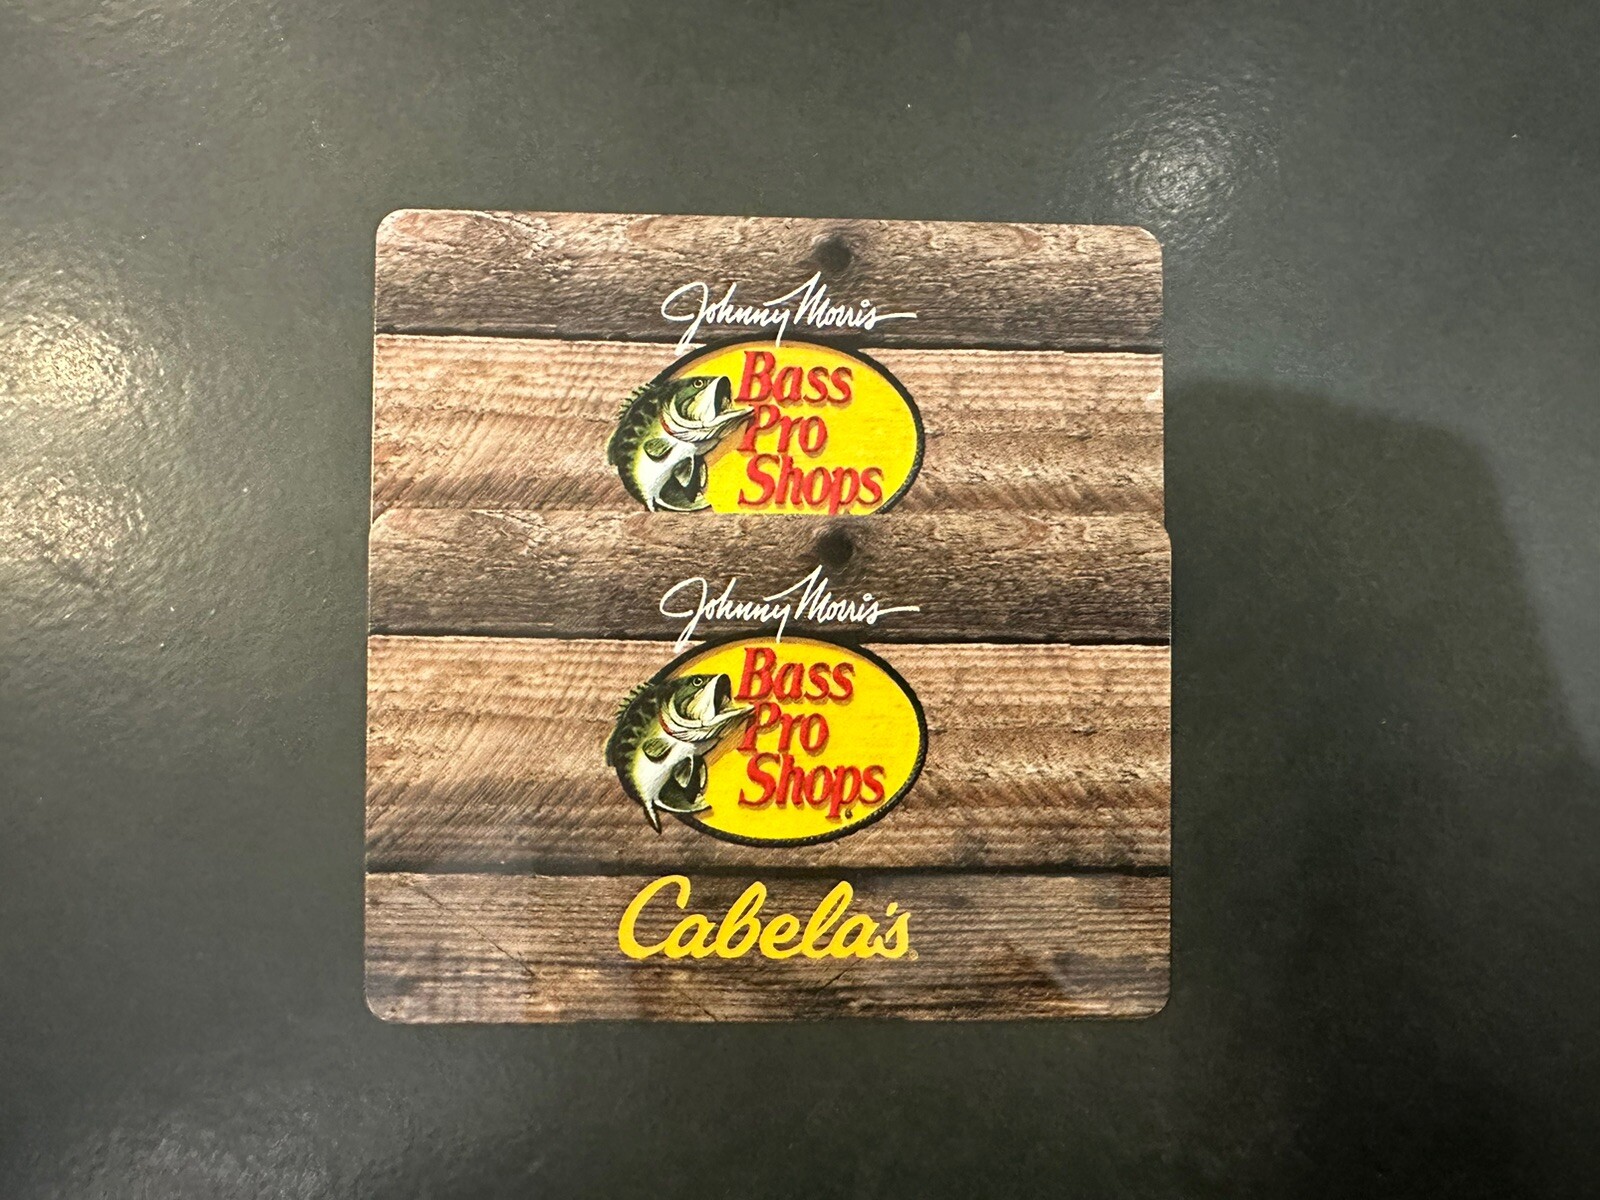 Johnny Morris
Bass
Pro
Shops
Johnny Morris
Bass
Pro
Shops
Cabela's